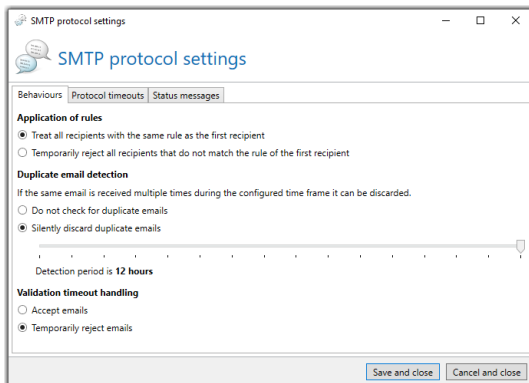 SMTP protocol settings
SMTP protocol settings
Behaviours Protocol timeouts Status messages
Application of rules
Treat all recipients with the same rule as the first recipient
Temporarily reject all recipients that do not match the rule of the first recipient
Duplicate email detection
If the same email is received multiple times during the configured time frame it can be discarded.
Do not check for duplicate emails
Silently discard duplicate emails
Detection period is 12 hours
Validation timeout handling
Accept emails
Temporarily reject emails
Save and close Cancel and close